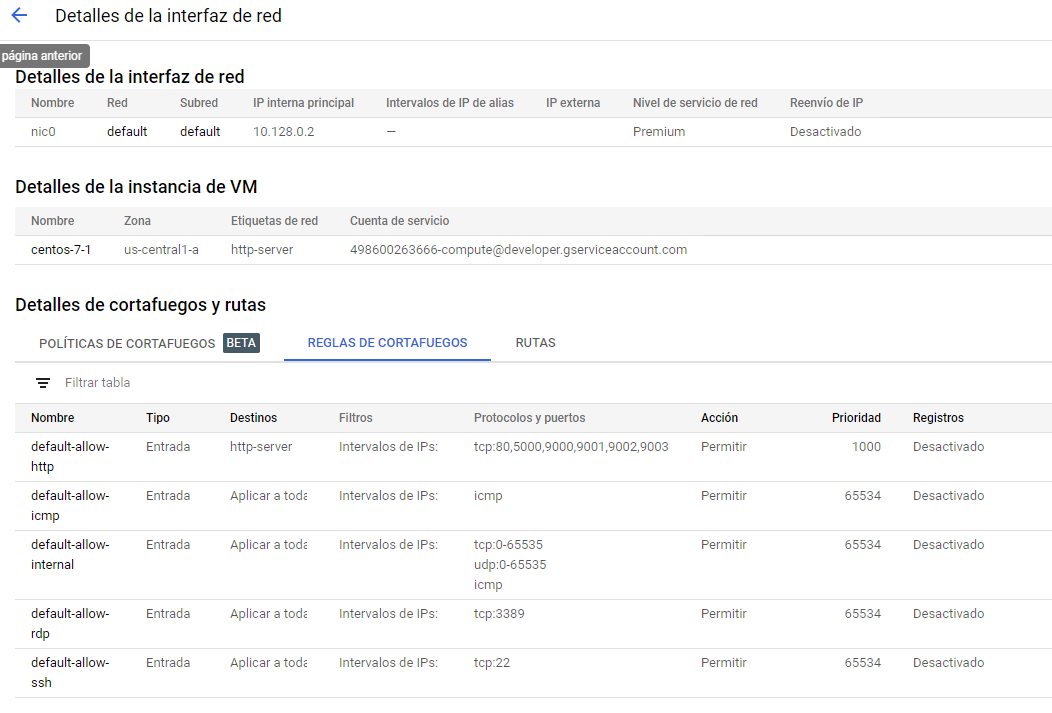 Detalles de la interfaz de red
página anterior
Detalles de la interfaz de red
Nombre Red Subred IP interna principal Intervalos de IP de alias IP externa Nivel de servicio de red Reenvío de IP
nic0 default default 10.128.0.2 — Premium Desactivado
Detalles de la instancia de VM
Nombre Zona Etiquetas de red Cuenta de servicio
centos-7-1 us-central1-a http-server 498600263666-compute@developer.gserviceaccount.com
Detalles de cortafuegos y rutas
POLÍTICAS DE CORTAFUEGOS BETA REGLAS DE CORTAFUEGOS RUTAS
Filtrar tabla
Nombre Tipo Destinos Filtros Protocolos y puertos Acción Prioridad Registros
default-allow- Entrada http-server Intervalos de IPs: tcp:80,5000,9000,9001,9002,9003 Permitir 1000 Desactivado
http
default-allow- Entrada Aplicar a toda Intervalos de IPs: icmp Permitir 65534 Desactivado
icmp
default-allow- Entrada Aplicar a toda Intervalos de IPs: tcp:0-65535 Permitir 65534 Desactivado
internal udp:0-65535
icmp
default-allow- Entrada Aplicar a toda Intervalos de IPs: tcp:3389 Permitir 65534 Desactivado
rdp
default-allow- Entrada Aplicar a toda Intervalos de IPs: tcp:22 Permitir 65534 Desactivado
ssh